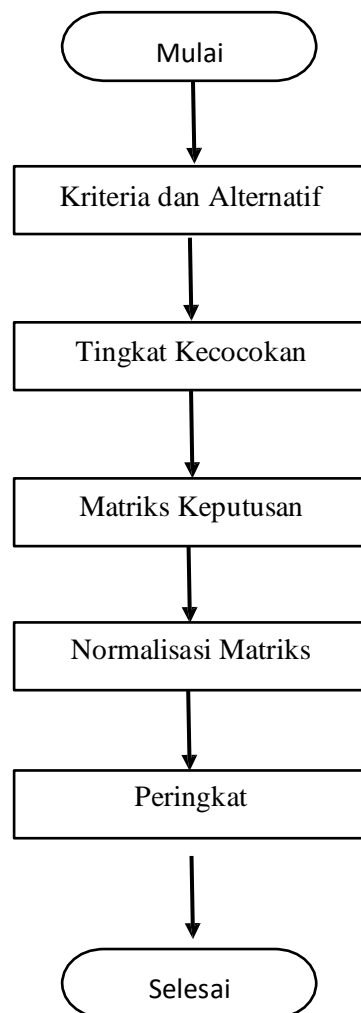 Mulai
Kriteria dan Alternatif
Tingkat Kecocokan
Matriks Keputusan
Normalisasi Matriks
Peringkat
Selesai